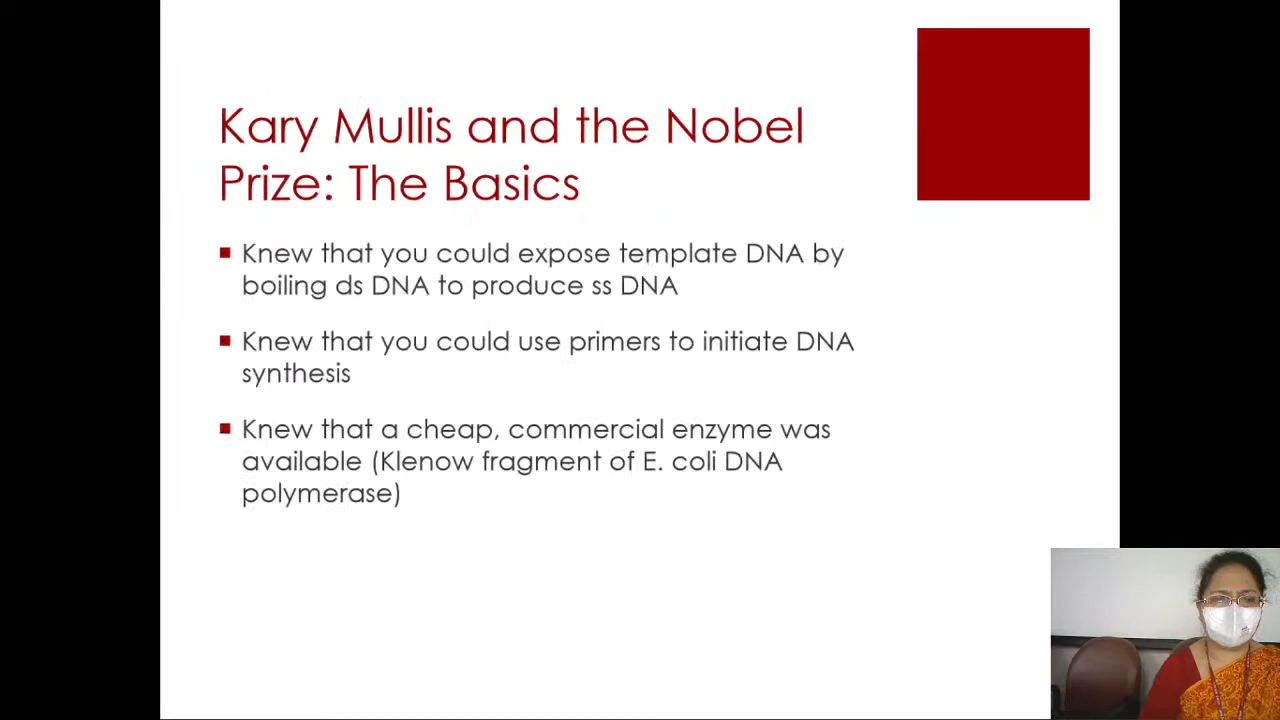 Kary Mullis and the Nobel
Prize: The Basics
Knew that you could expose template DNA by
boiling ds DNA to produce ss DNA
Knew that you could use primers to initiate DNA
synthesis
Knew that a cheap, commercial enzyme was
available (Klenow fragment of E. coli DNA
polymerase)